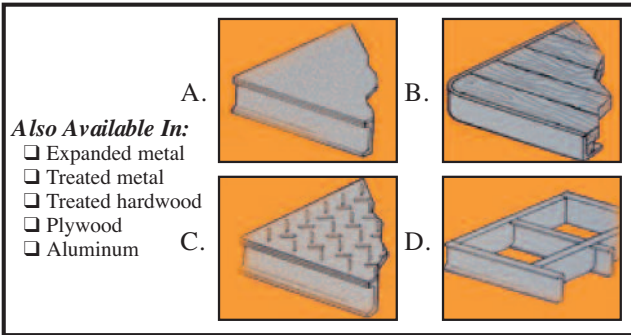 A.
B.
Also Available In:
❑ Expanded metal
❑ Treated metal
❑ Treated hardwood
❑ Plywood
❑ Aluminum
C.
D.